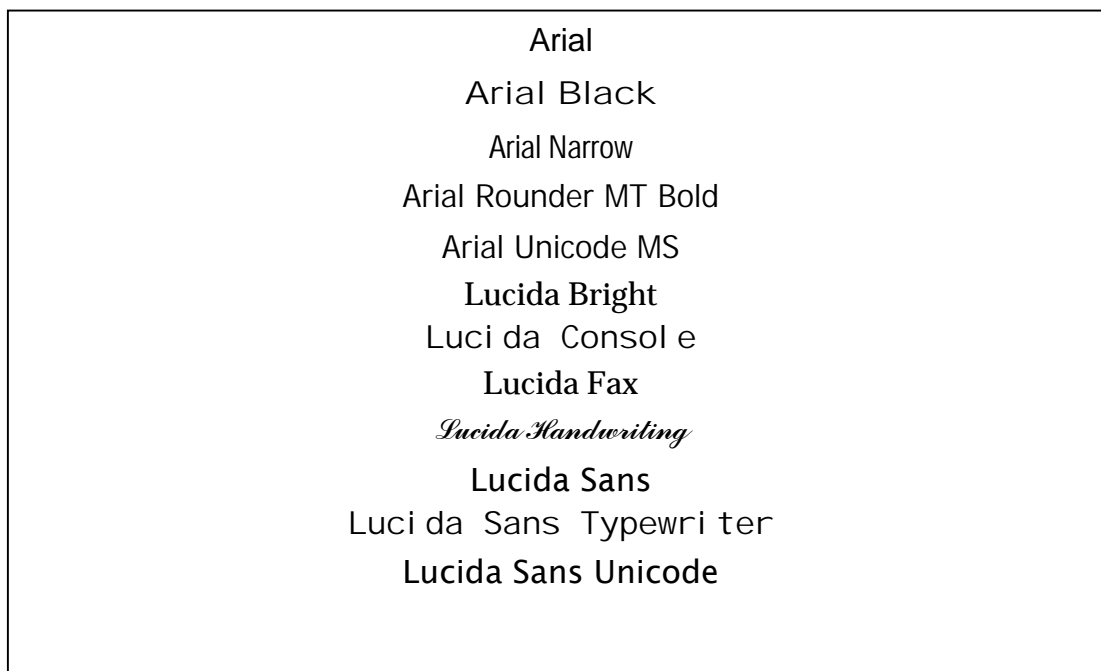 Arial
Arial Black
Arial Narrow
Arial Rounder MT Bold
Arial Unicode MS
Lucida Bright
Lucida Console
Lucida Fax
Lucida Handwriting
Lucida Sans
Lucida Sans Typewriter
Lucida Sans Unicode